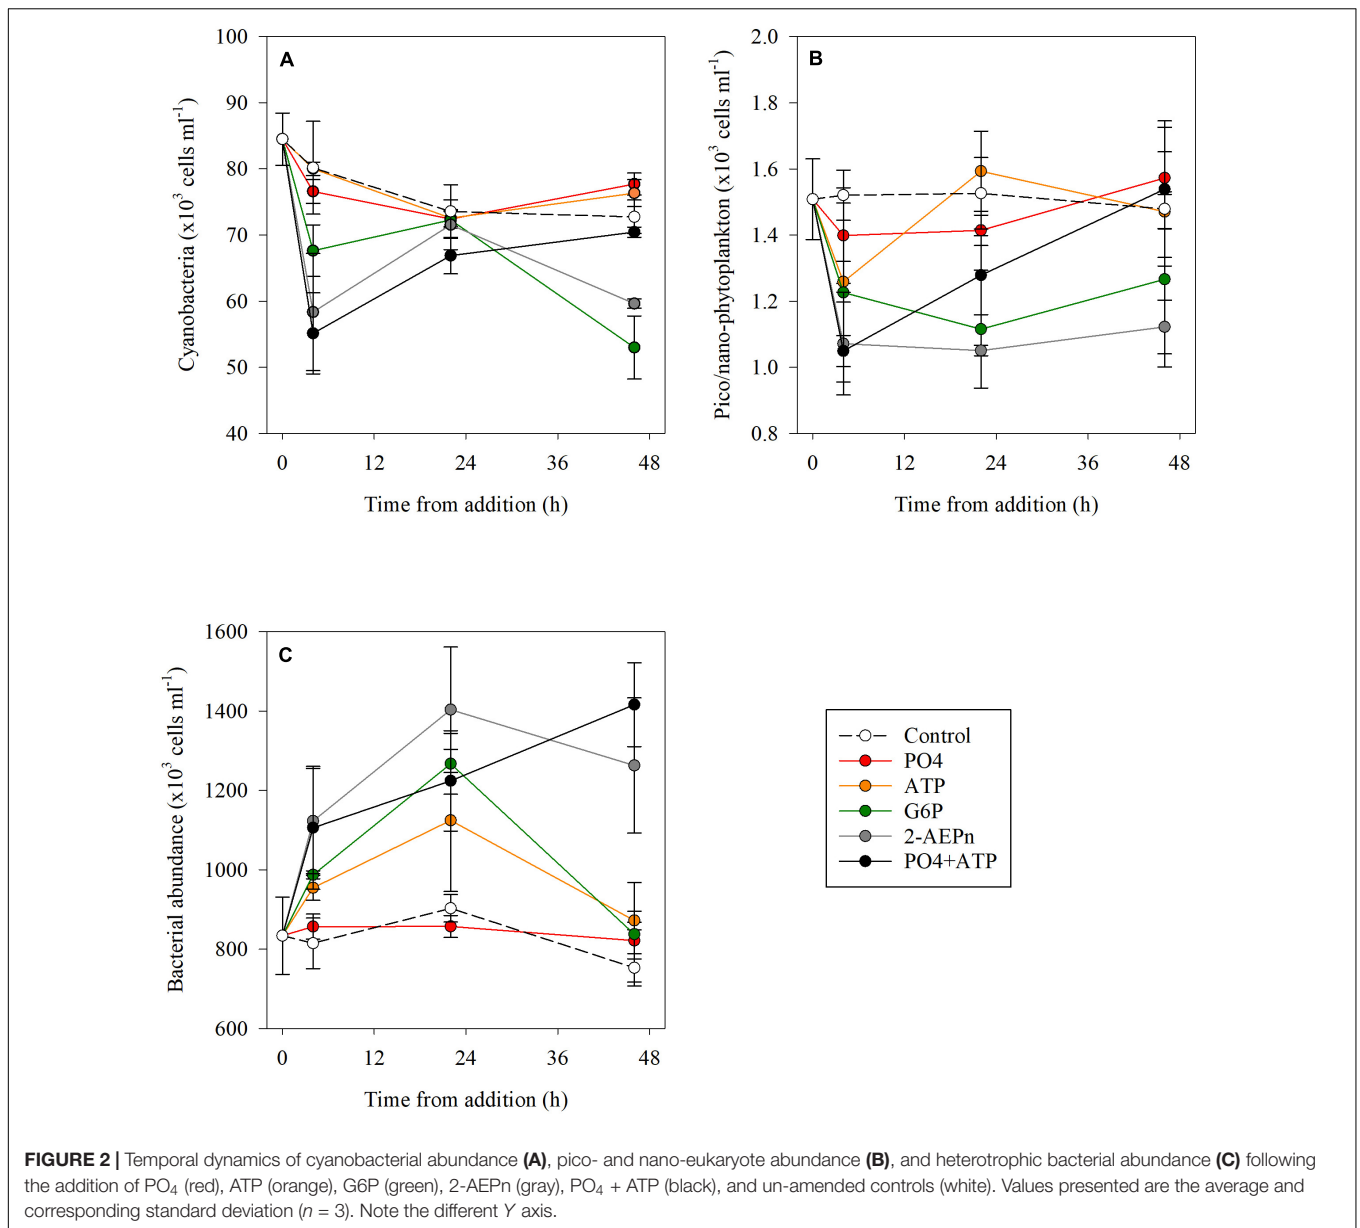 A
Cyanobacteria (x10³ cells ml⁻¹)
100
90
80
70
60
50
40
0 12 24 36 48
Time from addition (h)
B
Pico/nano-phytoplankton (x10³ cells ml⁻¹)
2.0
1.8
1.6
1.4
1.2
1.0
0.8
0 12 24 36 48
Time from addition (h)
C
Bacterial abundance (x10³ cells ml⁻¹)
1600
1400
1200
1000
800
600
0 12 24 36 48
Time from addition (h)
Control
PO4
ATP
G6P
2-AEPn
PO4+ATP
FIGURE 2 | Temporal dynamics of cyanobacterial abundance (A), pico- and nano-eukaryote abundance (B), and heterotrophic bacterial abundance (C) following
the addition of PO₄ (red), ATP (orange), G6P (green), 2-AEPn (gray), PO₄ + ATP (black), and un-amended controls (white). Values presented are the average and
corresponding standard deviation (n = 3). Note the different Y axis.